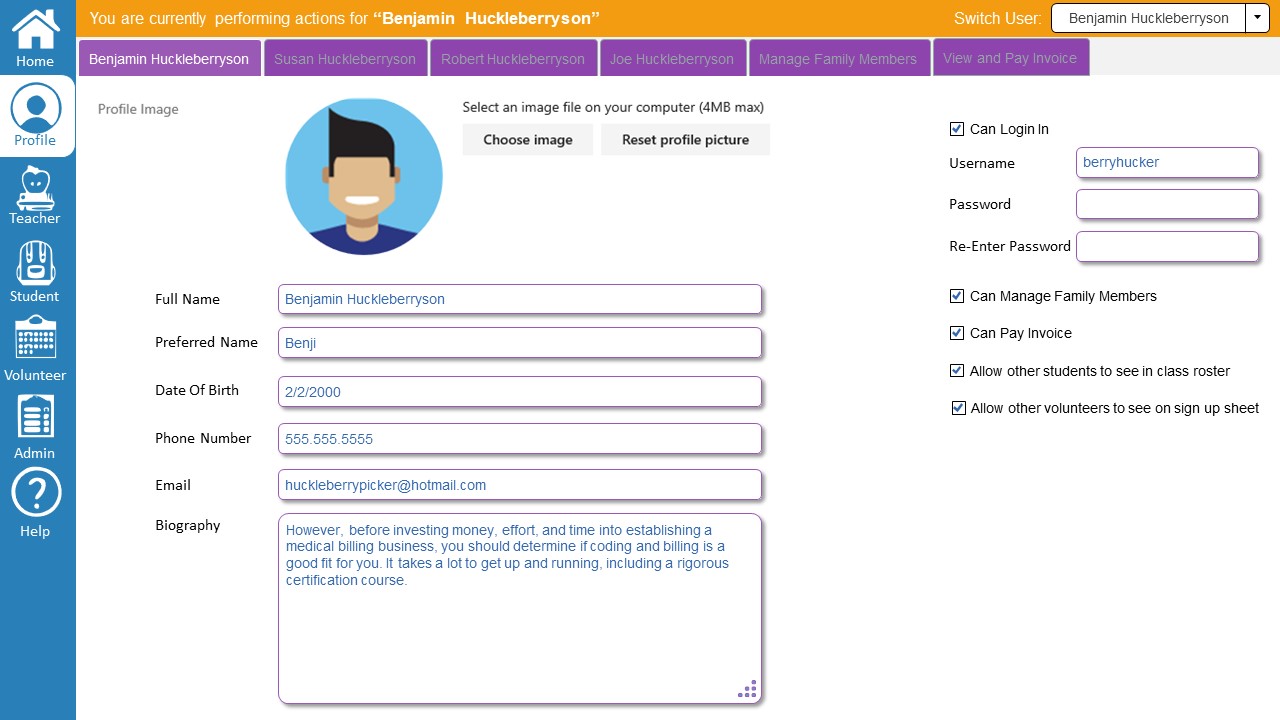 You are currently performing actions for “Benjamin Huckleberryson”
Switch User:
Benjamin Huckleberryson
Home
Profile
Teacher
Student
Volunteer
Admin
Help
Benjamin Huckleberryson
Susan Huckleberryson
Robert Huckleberryson
Joe Huckleberryson
Manage Family Members
View and Pay Invoice
Profile Image
Select an image file on your computer (4MB max)
Choose image
Reset profile picture
Full Name
Benjamin Huckleberryson
Preferred Name
Benji
Date Of Birth
2/2/2000
Phone Number
555.555.5555
Email
huckleberrypicker@hotmail.com
Biography
However, before investing money, effort, and time into establishing a
medical billing business, you should determine if coding and billing is a
good fit for you. It takes a lot to get up and running, including a rigorous
certification course.
Can Login In
Username
berryhucker
Password
Re-Enter Password
Can Manage Family Members
Can Pay Invoice
Allow other students to see in class roster
Allow other volunteers to see on sign up sheet